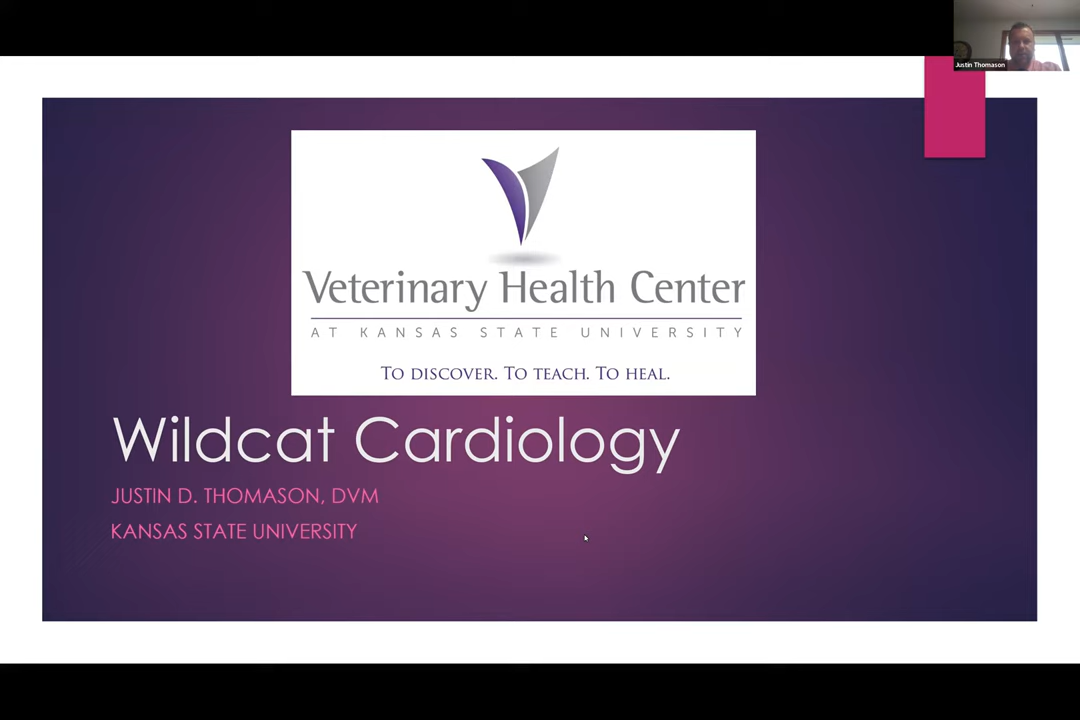 Justin Thomason
Veterinary Health Center
AT KANSAS STATE UNIVERSITY
TO DISCOVER. TO TEACH. TO HEAL.
Wildcat Cardiology
JUSTIN D. THOMASON, DVM
KANSAS STATE UNIVERSITY